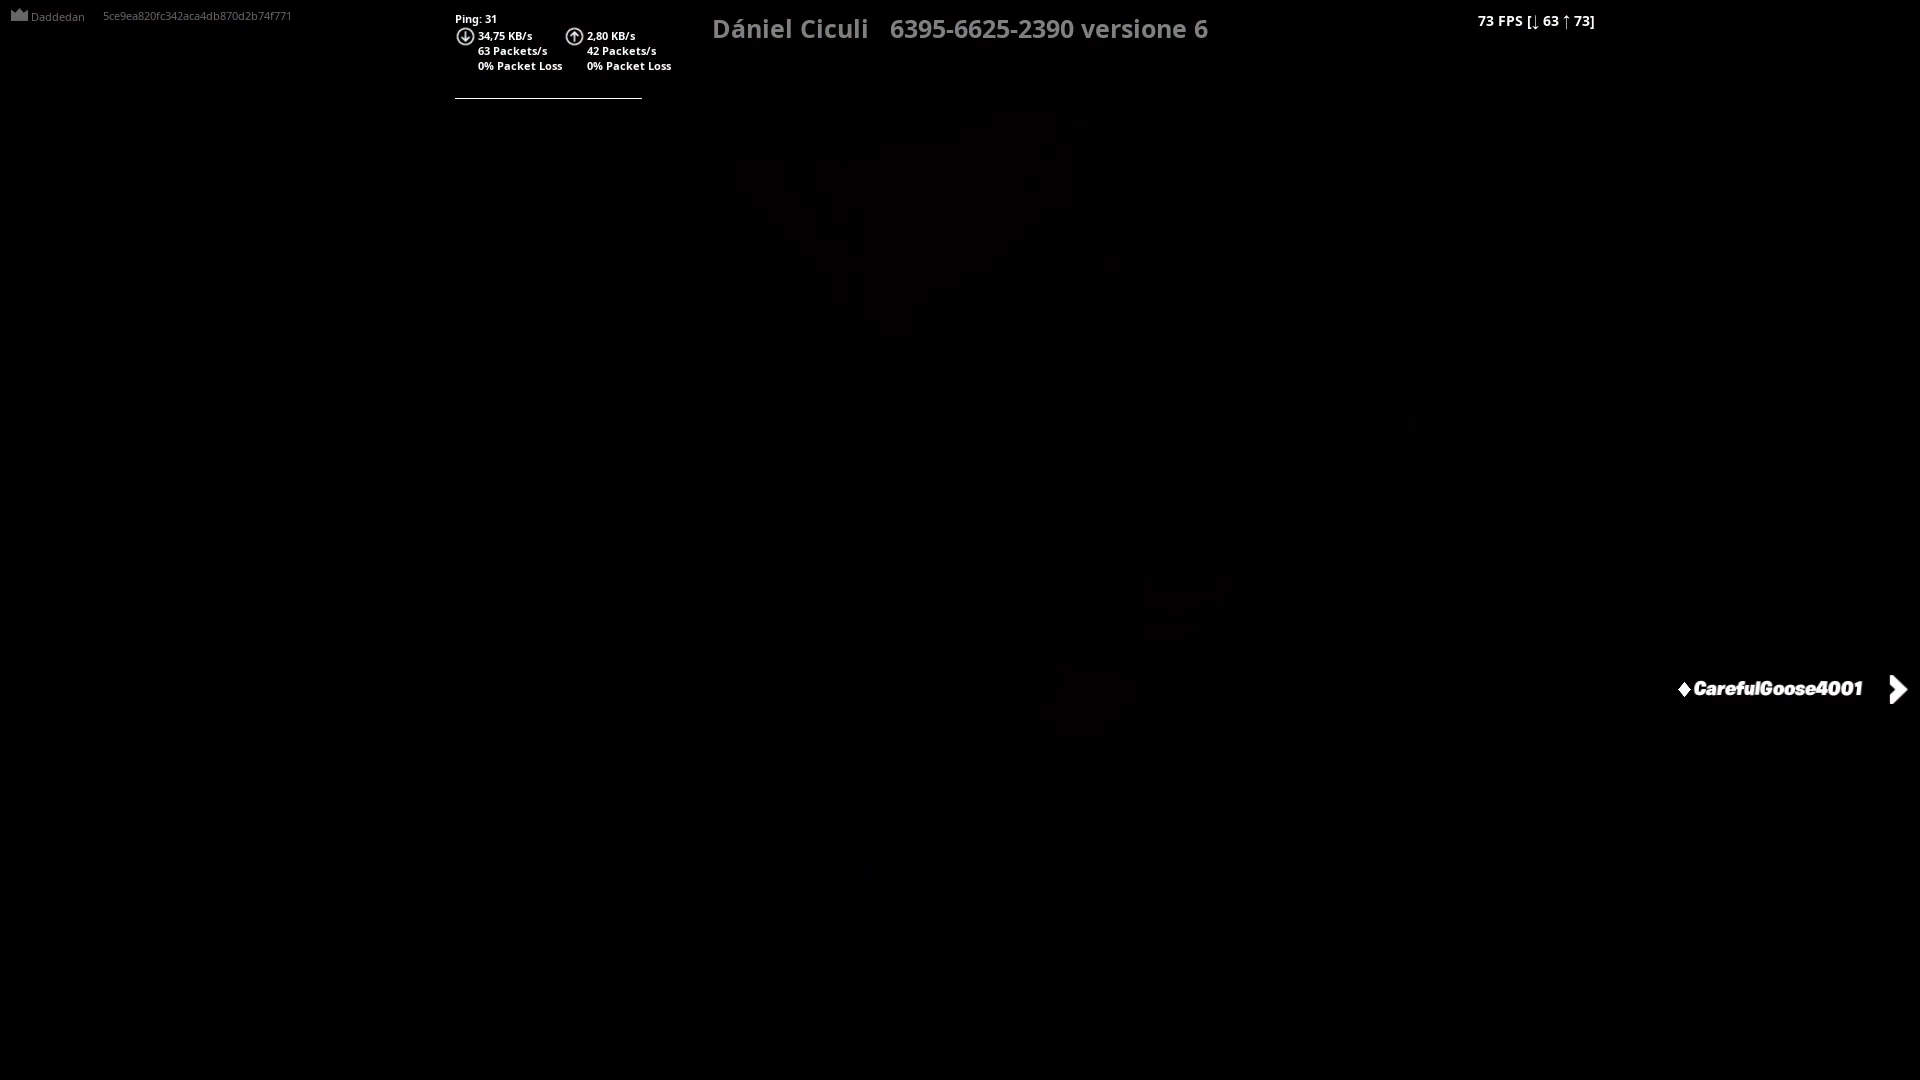 Daddedan 5ce9ea820fc342aca4db870d2b74f771
Ping: 31
34,75 KB/s 2,80 KB/s
63 Packets/s 42 Packets/s
0% Packet Loss 0% Packet Loss
Dániel Ciculi 6395-6625-2390 versione 6
73 FPS [↓ 63 ↑ 73]
CarefulGoose4001